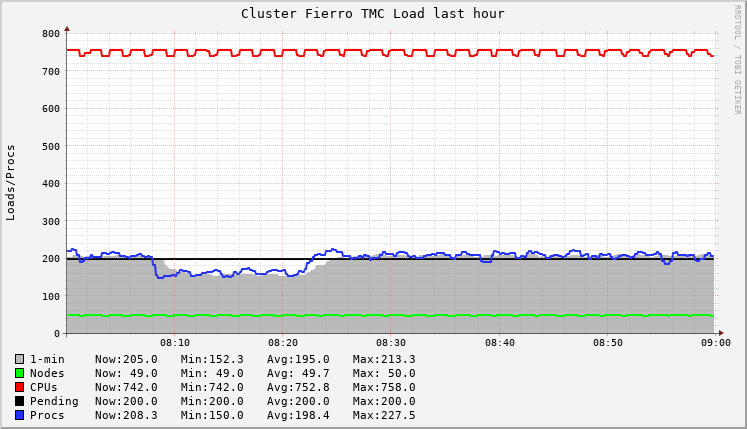 Cluster Fierro TMC Load last hour
RRDTOOL / TOBI OETIKER
Loads/Procs
800
700
600
500
400
300
200
100
0
08:10 08:20 08:30 08:40 08:50 09:00
1-min Now:205.0 Min:152.3 Avg:195.0 Max:213.3
Nodes Now: 49.0 Min: 49.0 Avg: 49.7 Max: 50.0
CPUs Now:742.0 Min:742.0 Avg:752.8 Max:758.0
Pending Now:200.0 Min:200.0 Avg:200.0 Max:200.0
Procs Now:208.3 Min:150.0 Avg:198.4 Max:227.5